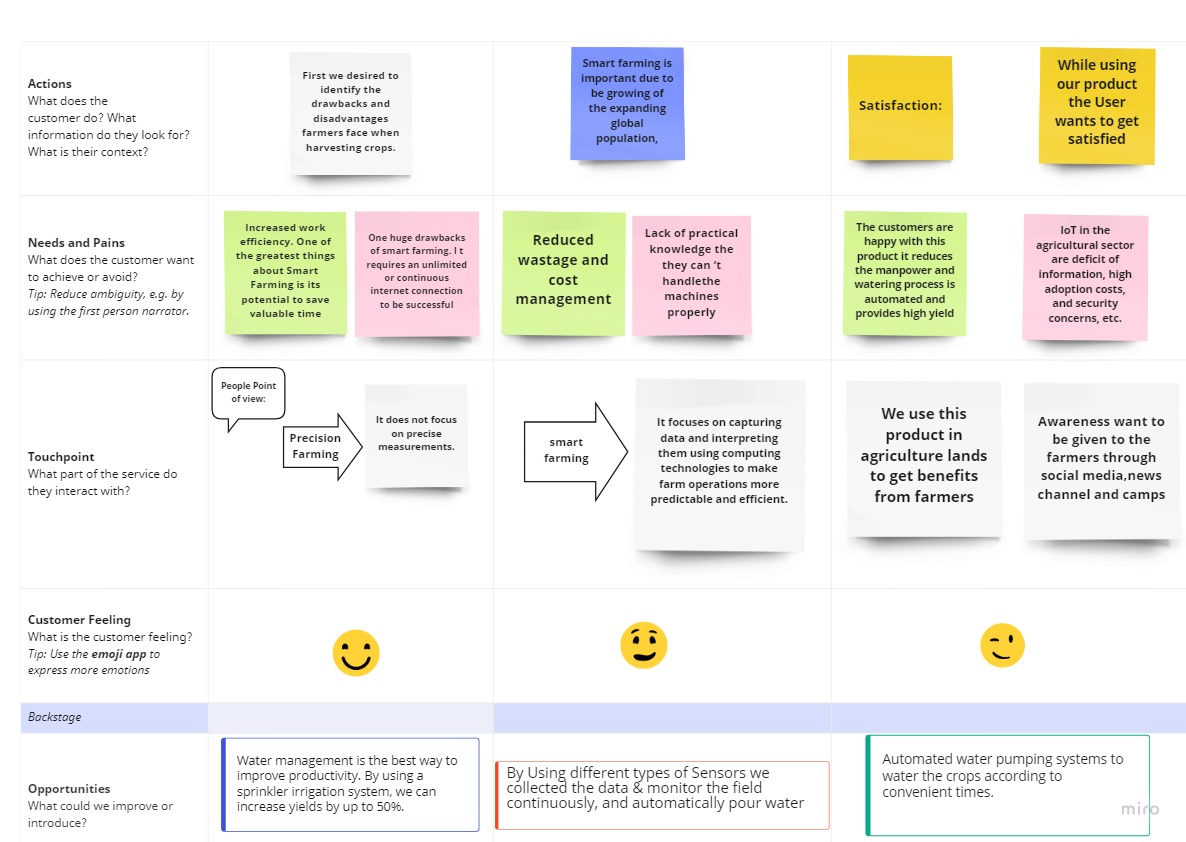 Actions
What does the
customer do? What
information do they look for?
What is their context?
First we desired to
identify the
drawbacks and
disadvantages
farmers face when
harvesting crops.
Smart farming is
important due to
be growing of
the expanding
global
population,
Satisfaction:
While using
our product
the User
wants to get
satisfied
Needs and Pains
What does the customer want
to achieve or avoid?
Tip: Reduce ambiguity, e.g. by
using the first person narrator.
Increased work
efficiency. One of
the greatest things
about Smart
Farming is its
potential to save
valuable time
One huge drawbacks
of smart farming. I t
requires an unlimited
or continuous
internet connection
to be successful
Reduced
wastage and
cost
management
Lack of practical
knowledge the
they can 't
handlethe
machines
properly
The customers are
happy with this
product it reduces
the manpower and
watering process is
automated and
provides high yield
IoT in the
agricultural sector
are deficit of
information, high
adoption costs,
and security
concerns, etc.
Touchpoint
What part of the service do
they interact with?
People Point
of view:
Precision
Farming
It does not focus
on precise
measurements.
smart
farming
It focuses on capturing
data and interpreting
them using computing
technologies to make
farm operations more
predictable and efficient.
We use this
product in
agriculture lands
to get benefits
from farmers
Awareness want to
be given to the
farmers through
social media,news
channel and camps
Customer Feeling
What is the customer feeling?
Tip: Use the emoji app to
express more emotions
Backstage
Opportunities
What could we improve or
introduce?
Water management is the best way to
improve productivity. By using a
sprinkler irrigation system, we can
increase yields by up to 50%.
By Using different types of Sensors we
collected the data & monitor the field
continuously, and automatically pour water
Automated water pumping systems to
water the crops according to
convenient times.
miro